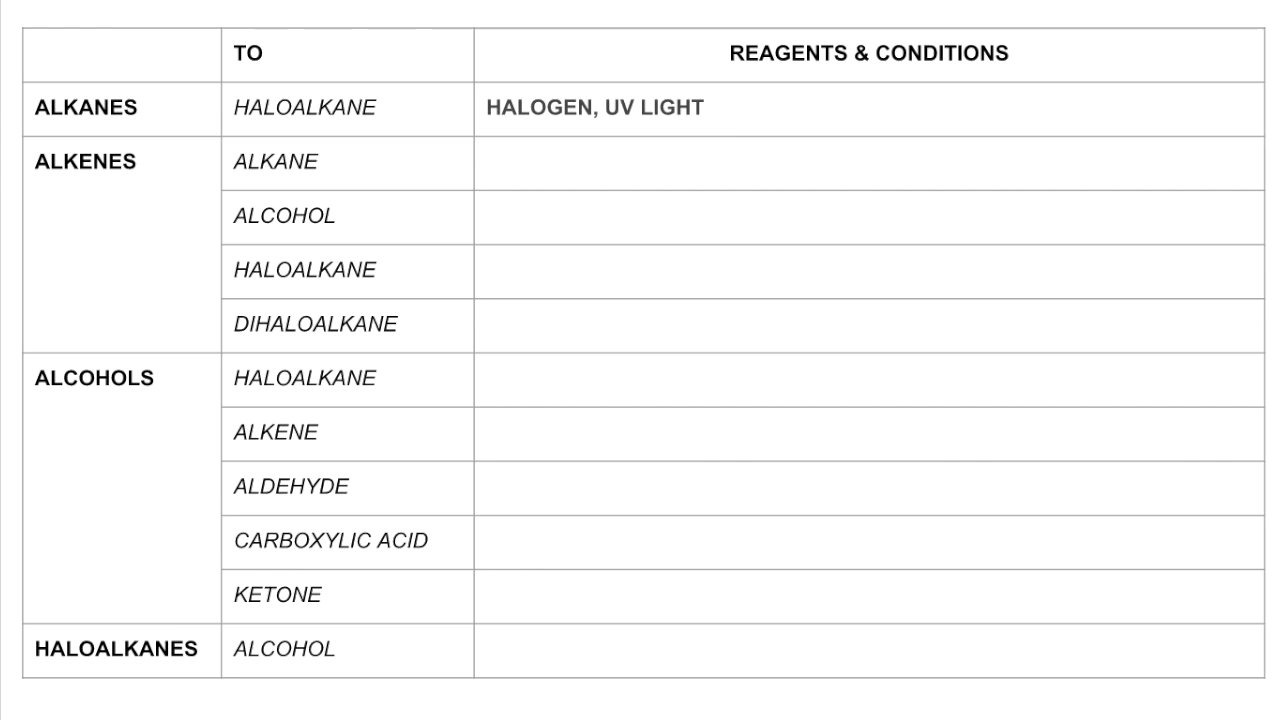 TO REAGENTS & CONDITIONS
ALKANES HALOALKANE HALOGEN, UV LIGHT
ALKENES ALKANE
ALCOHOL
HALOALKANE
DIHALOALKANE
ALCOHOLS HALOALKANE
ALKENE
ALDEHYDE
CARBOXYLIC ACID
KETONE
HALOALKANES ALCOHOL